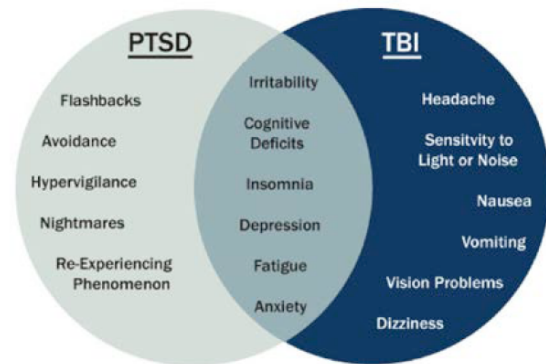 PTSD
Flashbacks
Avoidance
Hypervigilance
Nightmares
Re-Experiencing
Phenomenon
Irritability
Cognitive
Deficits
Insomnia
Depression
Fatigue
Anxiety
TBI
Headache
Sensitvity to
Light or Noise
Nausea
Vomiting
Vision Problems
Dizziness